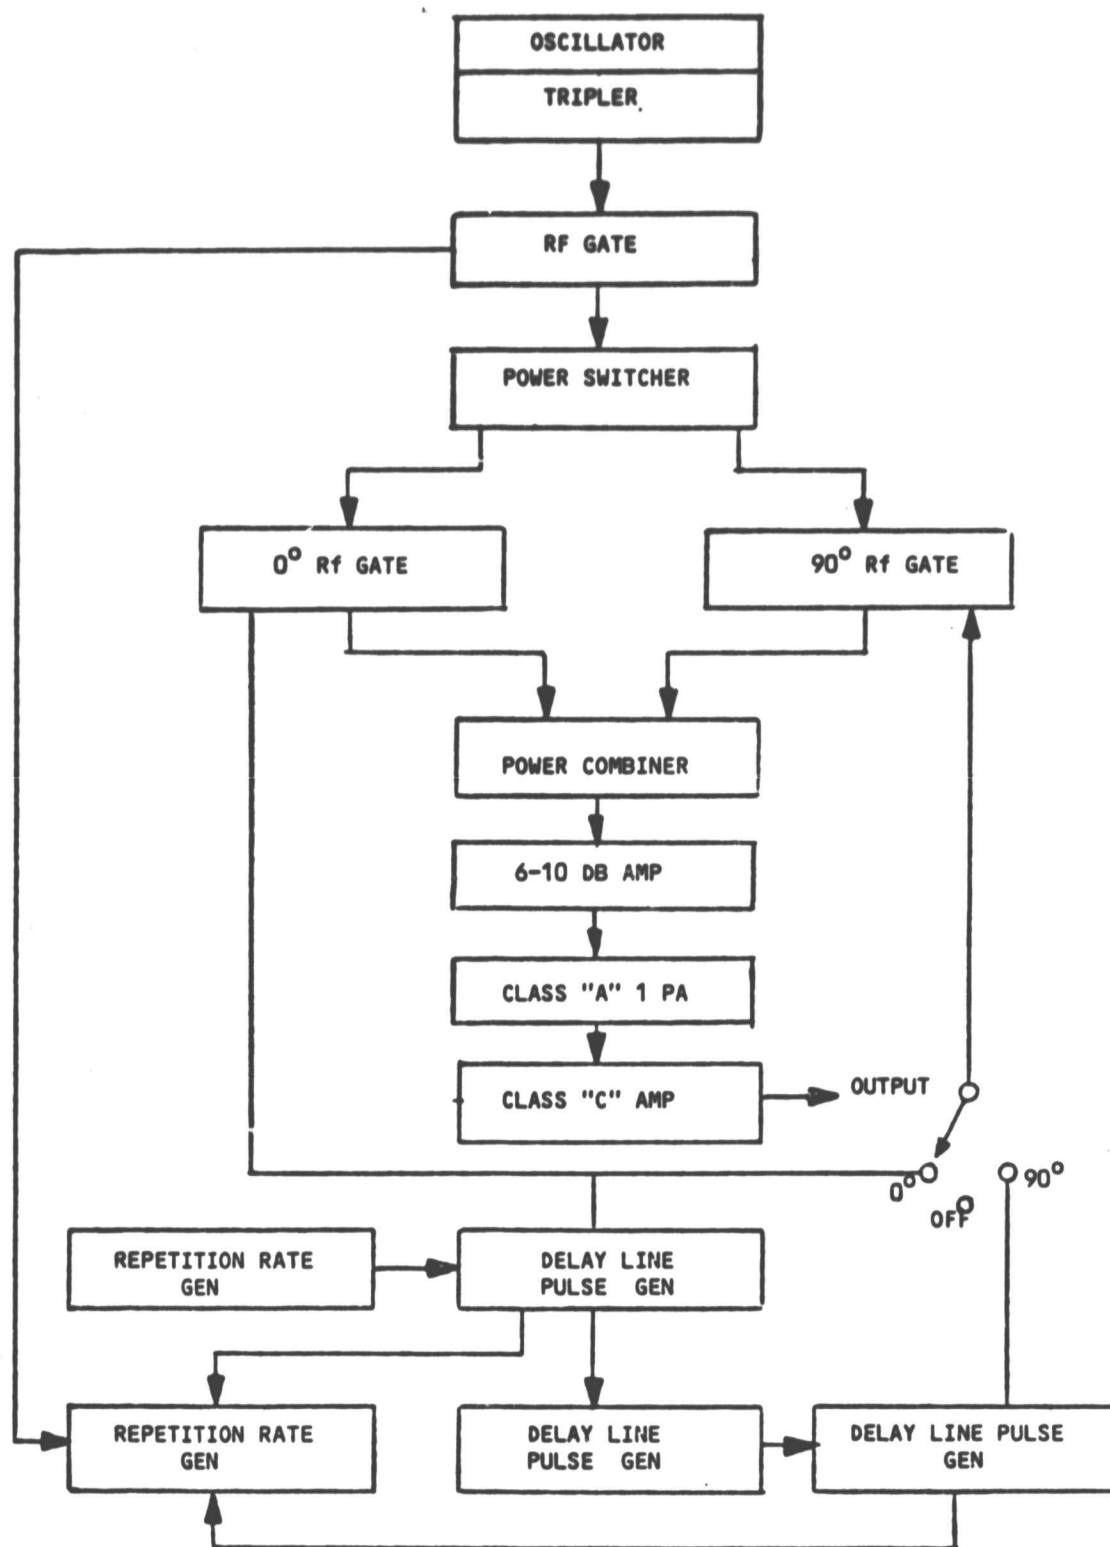 OSCILLATOR
TRIPLER
RF GATE
POWER SWITCHER
0° Rf GATE
90° Rf GATE
POWER COMBINER
6-10 DB AMP
CLASS "A" 1 PA
CLASS "C" AMP
OUTPUT
0°
OFF
90°
REPETITION RATE
GEN
DELAY LINE
PULSE GEN
REPETITION RATE
GEN
DELAY LINE
PULSE GEN
DELAY LINE PULSE
GEN